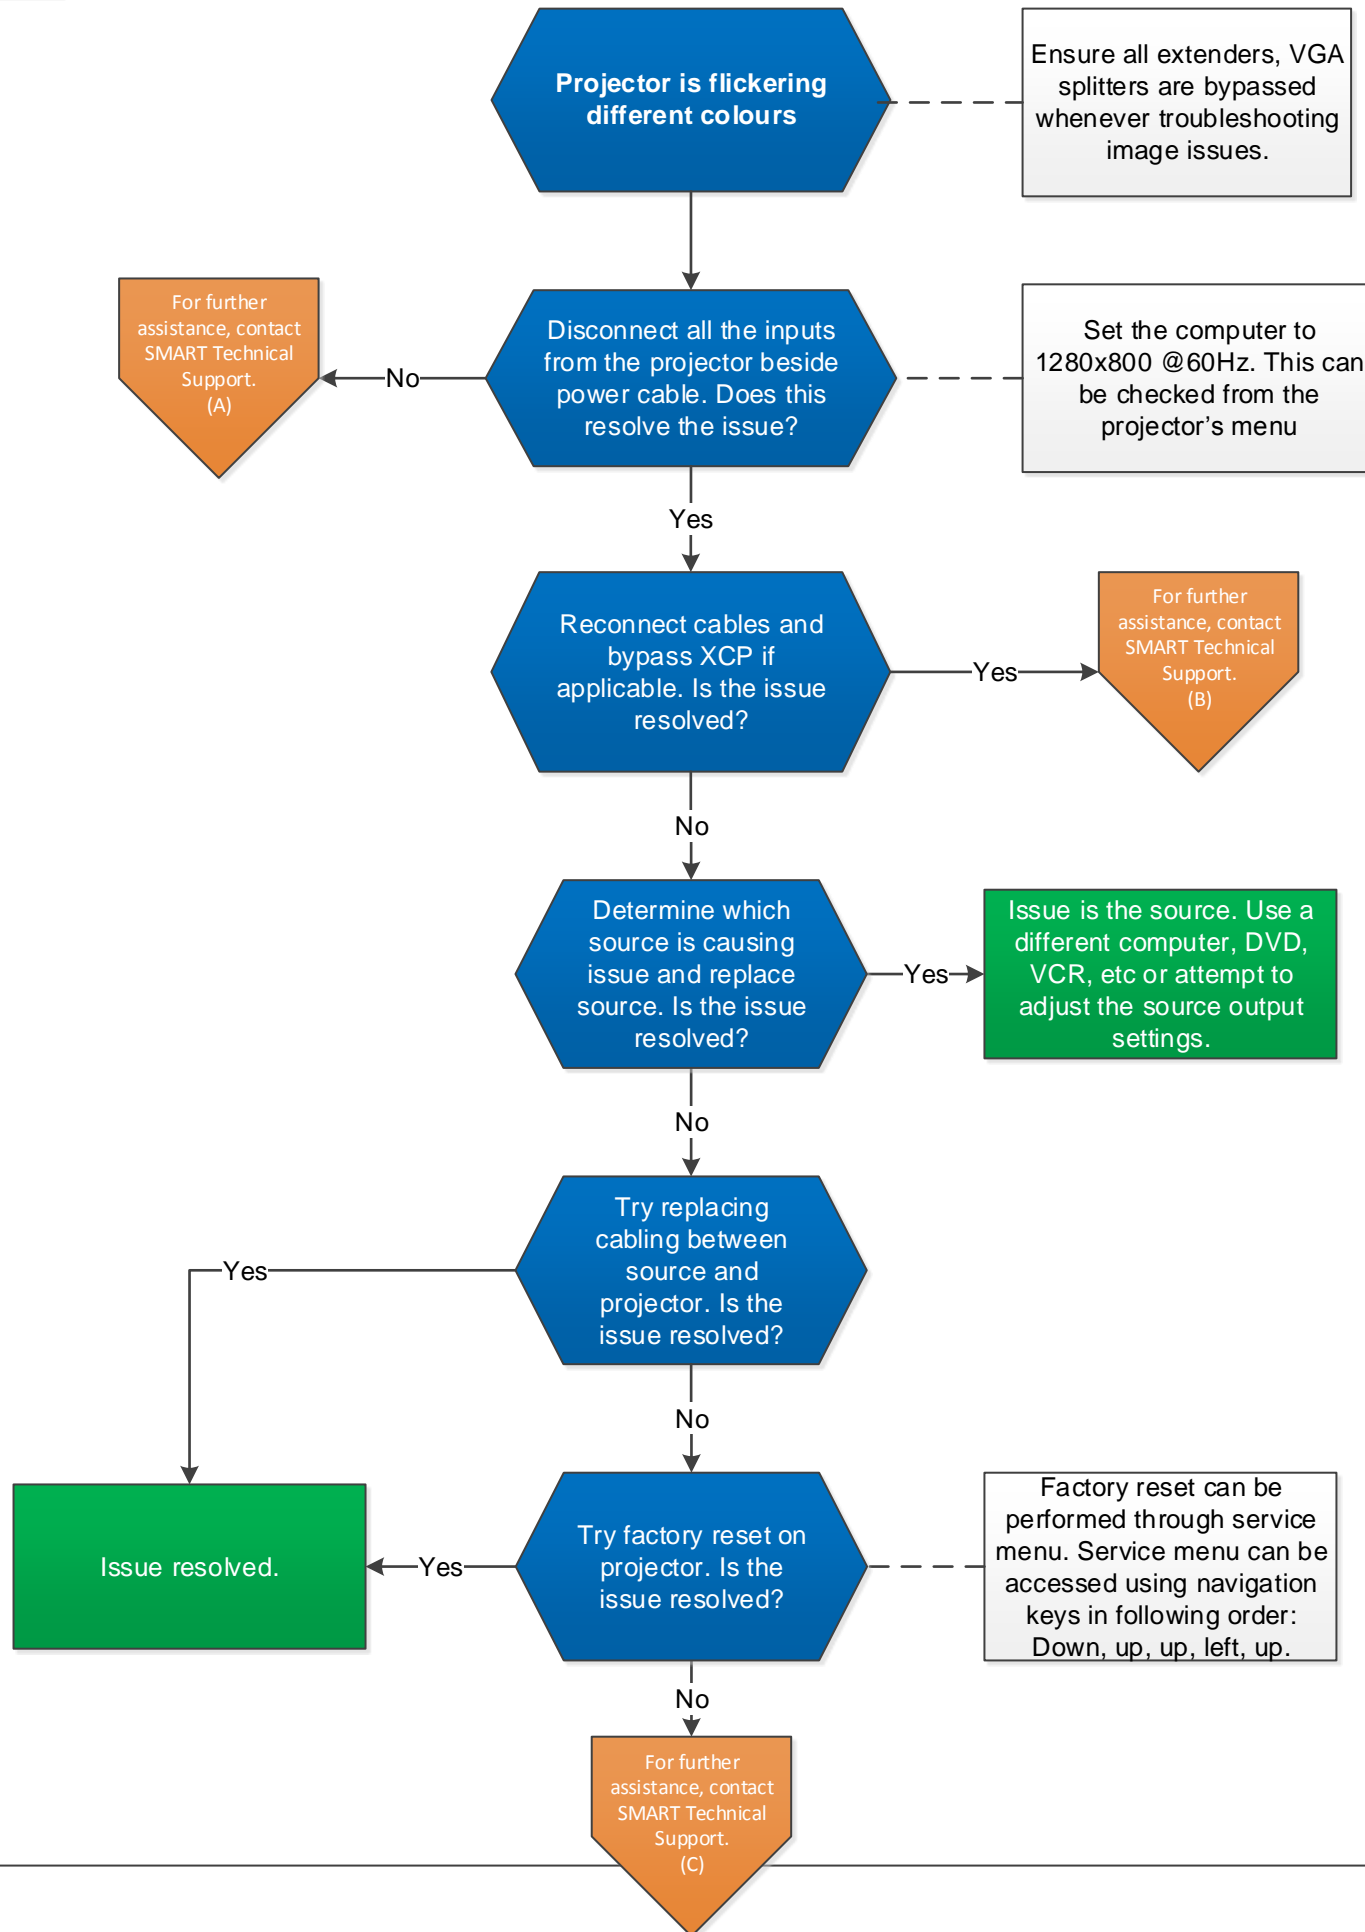 Projector is flickering
different colours
Ensure all extenders, VGA
splitters are bypassed
whenever troubleshooting
image issues.
For further
assistance, contact
SMART Technical
Support.
(A)
No
Disconnect all the inputs
from the projector beside
power cable. Does this
resolve the issue?
Set the computer to
1280x800 @60Hz. This can
be checked from the
projector’s menu
Yes
Reconnect cables and
bypass XCP if
applicable. Is the issue
resolved?
Yes
For further
assistance, contact
SMART Technical
Support.
(B)
No
Determine which
source is causing
issue and replace
source. Is the issue
resolved?
Yes
Issue is the source. Use a
different computer, DVD,
VCR, etc or attempt to
adjust the source output
settings.
No
Try replacing
cabling between
source and
projector. Is the
issue resolved?
Yes
No
Issue resolved.
Yes
Try factory reset on
projector. Is the
issue resolved?
Factory reset can be
performed through service
menu. Service menu can be
accessed using navigation
keys in following order:
Down, up, up, left, up.
No
For further
assistance, contact
SMART Technical
Support.
(C)